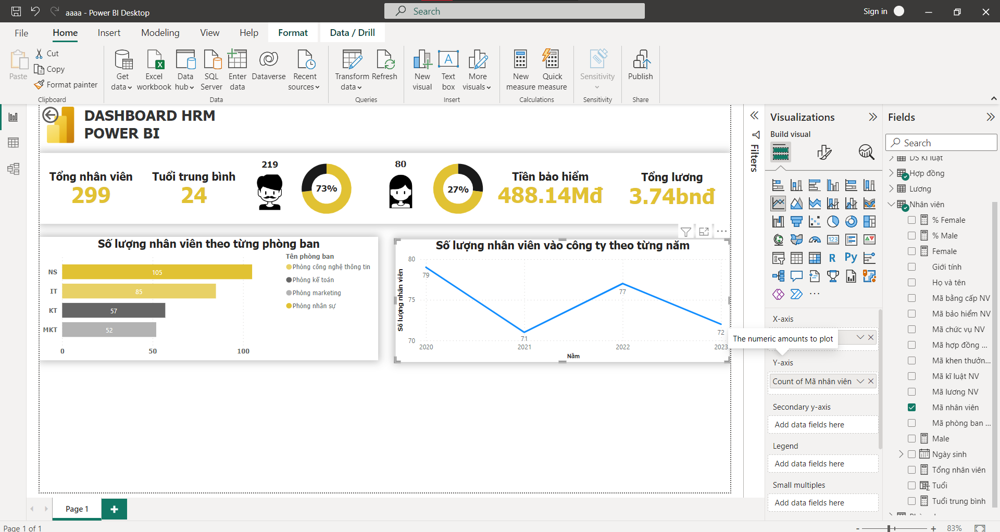 aaaa - Power BI Desktop
Search
Sign in
File
Home
Insert
Modeling
View
Help
Format
Data / Drill
Paste
Cut
Copy
Format painter
Clipboard
Get data
Excel workbook
Data hub
SQL Server
Enter data
Dataverse
Recent sources
Data
Transform data
Refresh
Queries
New visual
Text box
More visuals
Insert
New measure
Quick measure
Calculations
Sensitivity
Sensitivity
Publish
Share
DASHBOARD HRM
POWER BI
Tổng nhân viên
299
Tuổi trung bình
24
219
73%
80
27%
Tiền bảo hiểm
488.14Mđ
Tổng lương
3.74bnđ
Số lượng nhân viên theo từng phòng ban
NS
105
IT
85
KT
57
MKT
52
0
50
100
Tên phòng ban
Phòng công nghệ thông tin
Phòng kế toán
Phòng marketing
Phòng nhân sự
Số lượng nhân viên vào công ty theo từng năm
Số lượng nhân viên
80
75
70
79
71
77
72
2020
2021
2022
2023
Năm
Filters
Visualizations
Build visual
123
R
Py
X-axis
The numeric amounts to plot
Y-axis
Count of Mã nhân viên
Secondary y-axis
Add data fields here
Legend
Add data fields here
Small multiples
Add data fields here
Fields
Search
DS Kỉ luật
Hợp đồng
Lương
Nhân viên
% Female
% Male
Female
Giới tính
Họ và tên
Mã bằng cấp NV
Mã bảo hiểm NV
Mã chức vụ NV
Mã hợp đồng ...
Mã khen thưởn...
Mã kỉ luật NV
Mã lương NV
Mã nhân viên
Mã phòng ban ...
Male
Ngày sinh
Tổng nhân viên
Tuổi
Tuổi trung bình
Page 1
Page 1 of 1
83%